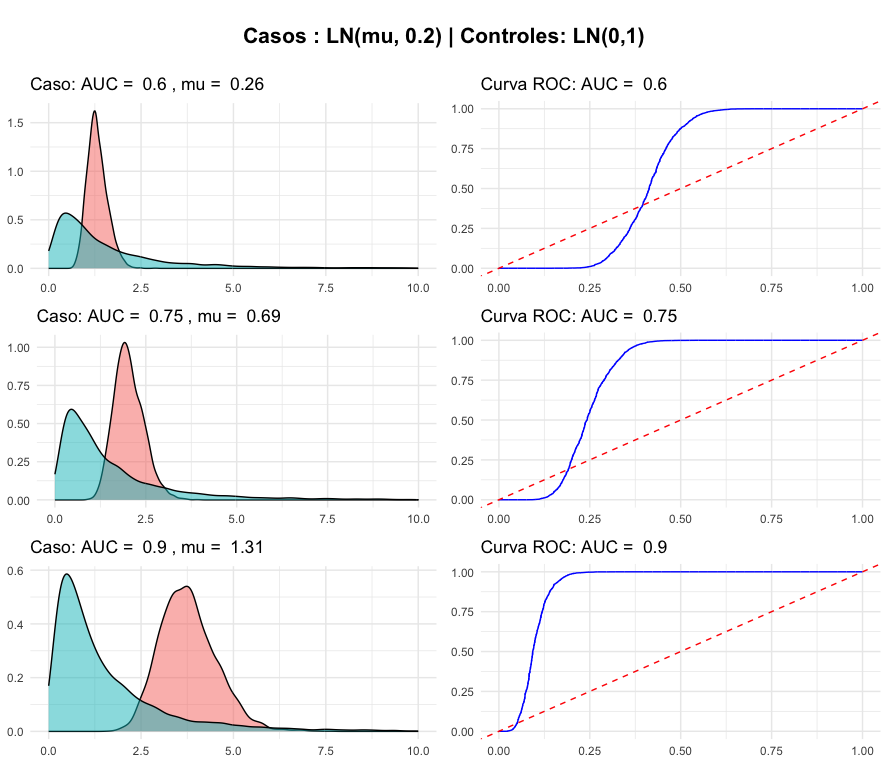 Casos : LN(mu, 0.2) | Controles: LN(0,1)
Caso: AUC = 0.6 , mu = 0.26
Curva ROC: AUC = 0.6
1.5
1.0
0.5
0.0
0.0 2.5 5.0 7.5 10.0
1.00
0.75
0.50
0.25
0.00
0.00 0.25 0.50 0.75 1.00
Caso: AUC = 0.75 , mu = 0.69
Curva ROC: AUC = 0.75
1.00
0.75
0.50
0.25
0.00
0.0 2.5 5.0 7.5 10.0
1.00
0.75
0.50
0.25
0.00
0.00 0.25 0.50 0.75 1.00
Caso: AUC = 0.9 , mu = 1.31
Curva ROC: AUC = 0.9
0.6
0.4
0.2
0.0
0.0 2.5 5.0 7.5 10.0
1.00
0.75
0.50
0.25
0.00
0.00 0.25 0.50 0.75 1.00